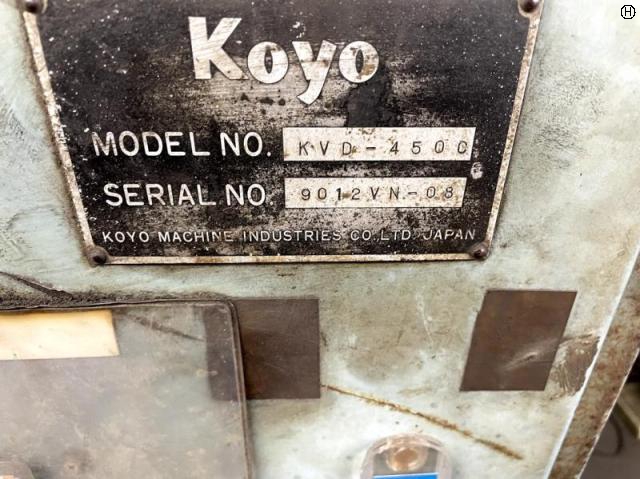 Koyo
MODEL NO. KVD-450C
SERIAL NO. 9012VN-08
KOYO MACHINE INDUSTRIES CO.LTD. JAPAN
H